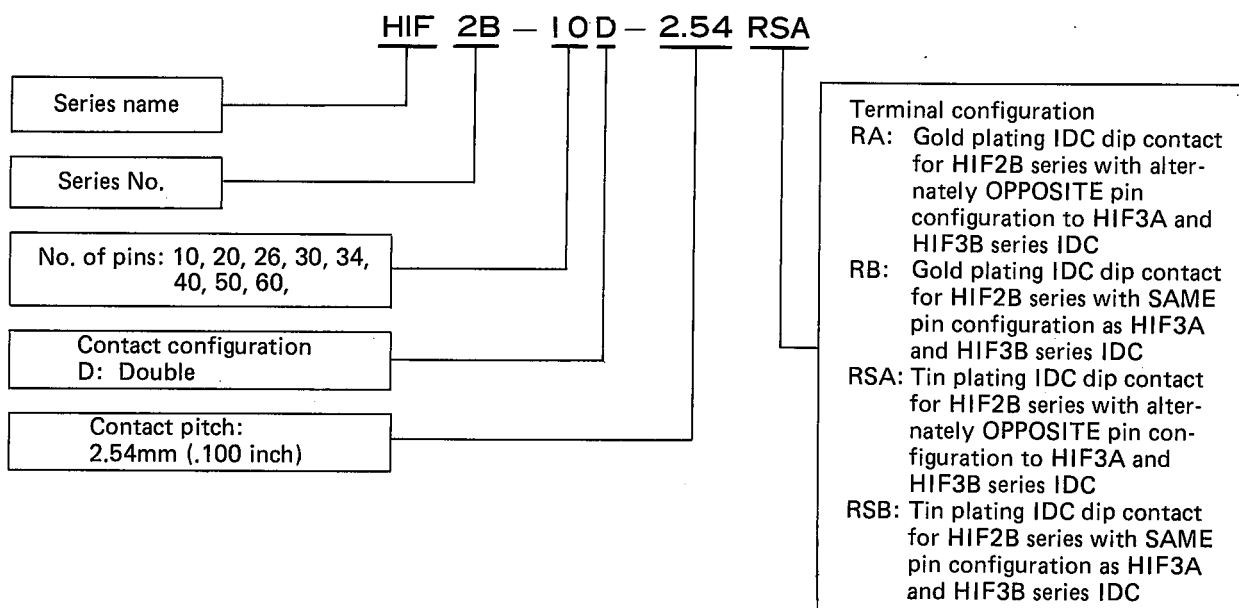 HIF 2B - 10 D - 2.54 RSA
Series name
Series No.
No. of pins: 10, 20, 26, 30, 34,
40, 50, 60,
Contact configuration
D: Double
Contact pitch:
2.54mm (.100 inch)
Terminal configuration
RA: Gold plating IDC dip contact
for HIF2B series with alter-
nately OPPOSITE pin
configuration to HIF3A and
HIF3B series IDC
RB: Gold plating IDC dip contact
for HIF2B series with SAME
pin configuration as HIF3A
and HIF3B series IDC
RSA: Tin plating IDC dip contact
for HIF2B series with alter-
nately OPPOSITE pin con-
figuration to HIF3A and
HIF3B series IDC
RSB: Tin plating IDC dip contact
for HIF2B series with SAME
pin configuration as HIF3A
and HIF3B series IDC